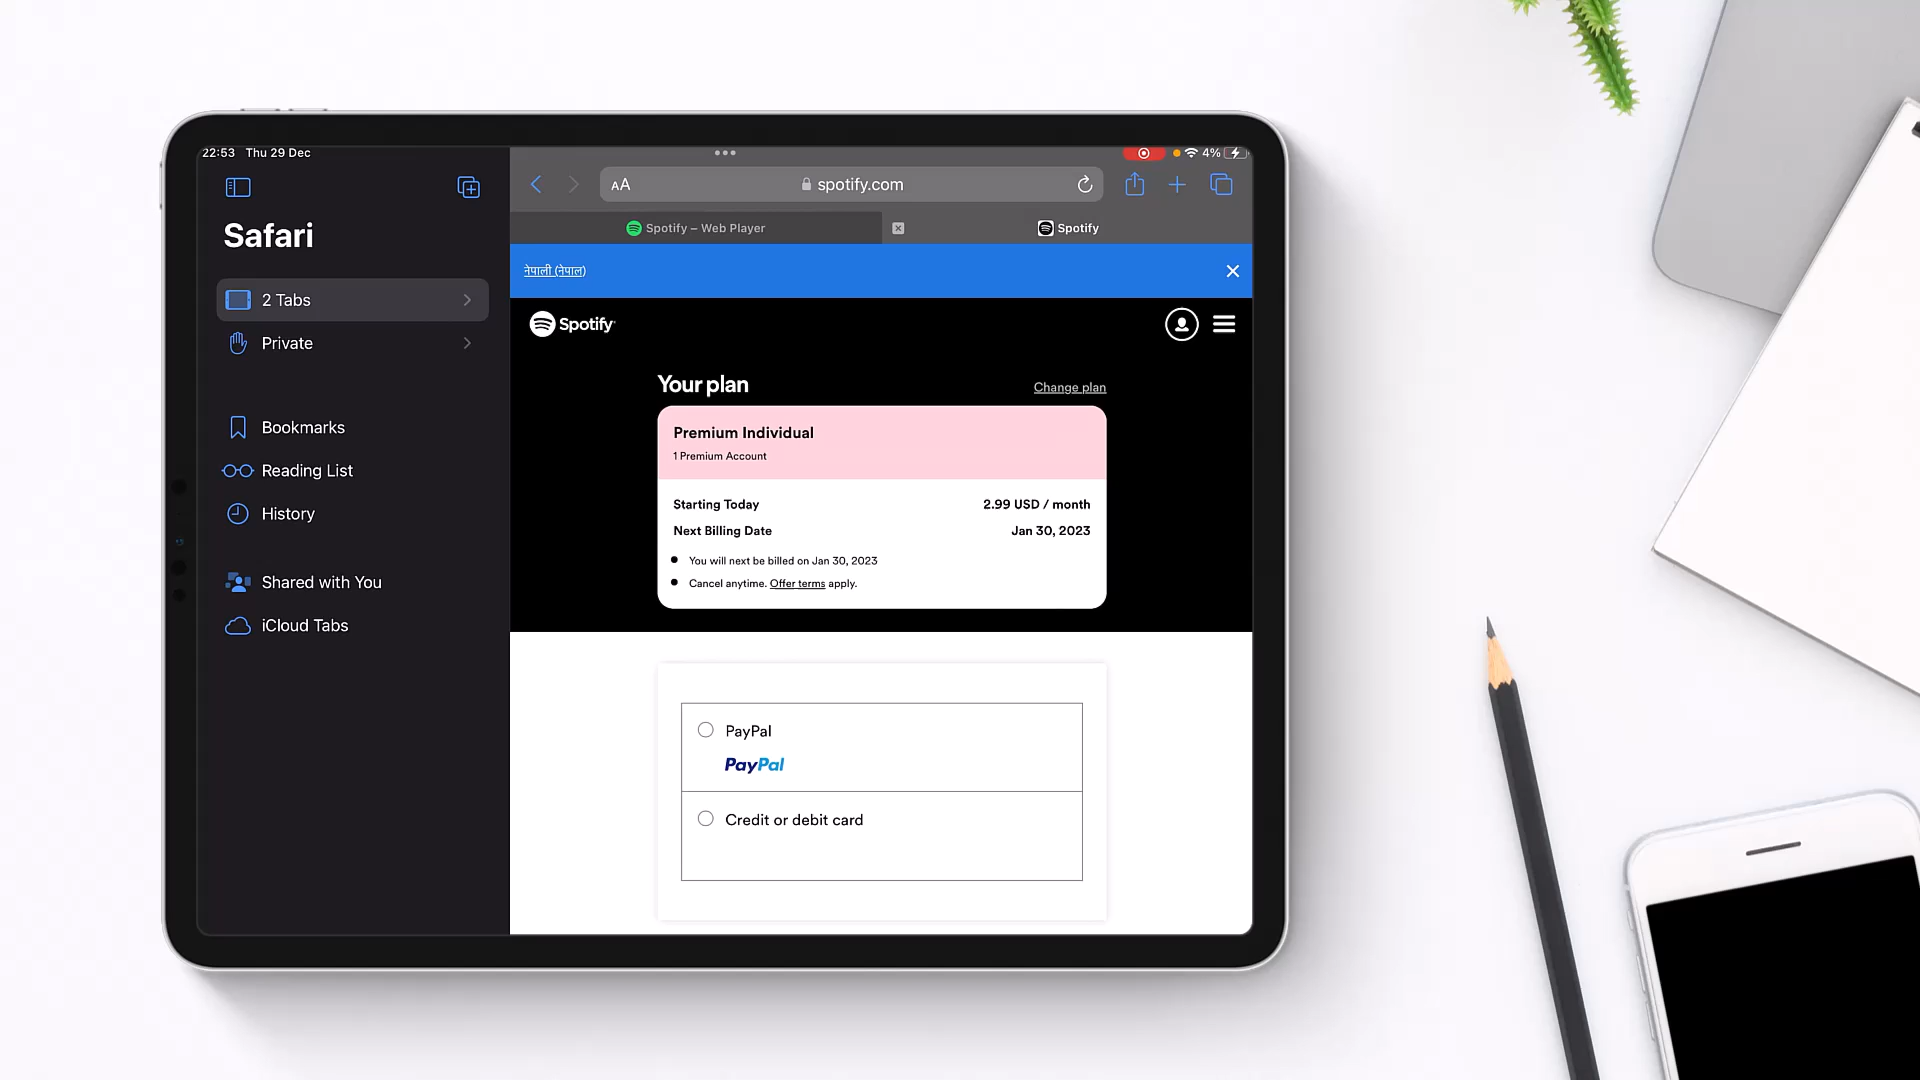 22:53 Thu 29 Dec
4%
Safari
2 Tabs
Private
Bookmarks
Reading List
History
Shared with You
iCloud Tabs
AA
spotify.com
Spotify – Web Player
Spotify
नेपाली (नेपाल)
Spotify
Your plan
Change plan
Premium Individual
1 Premium Account
Starting Today 2.99 USD / month
Next Billing Date Jan 30, 2023
You will next be billed on Jan 30, 2023
Cancel anytime. Offer terms apply.
PayPal
PayPal
Credit or debit card